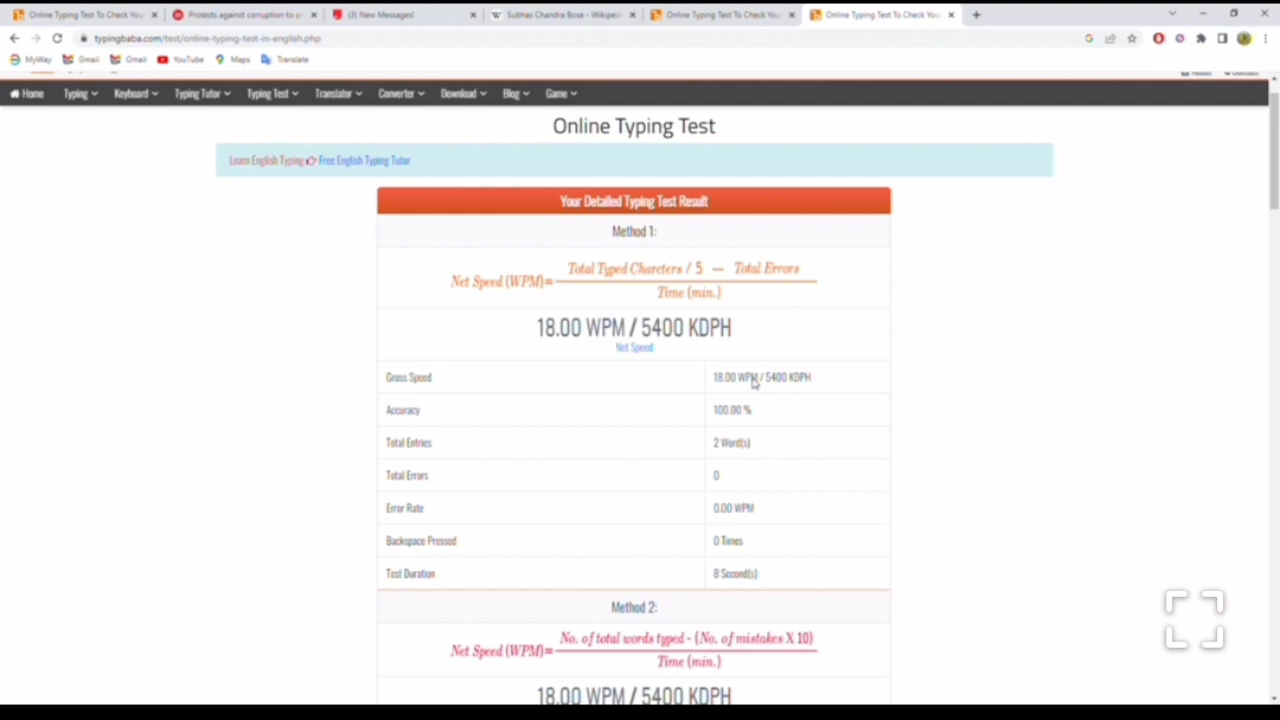 Online Typing Test To Check You
Protests against corruption to p
(3) New Messages!
Subhas Chandra Bose - Wikiped
Online Typing Test To Check You
Online Typing Test To Check You
typingbaba.com/test/online-typing-test-in-english.php
MyWay Gmail Gmail YouTube Maps Translate
Home Typing Keyboard Typing Tutor Typing Test Translator Converter Download Blog Game
Online Typing Test
Learn English Typing Free English Typing Tutor
Your Detailed Typing Test Result
Method 1:
Net Speed (WPM)= Total Typed Charcters / 5 — Total Errors
Time (min.)
18.00 WPM / 5400 KDPH
Net Speed
Gross Speed 18.00 WPM / 5400 KDPH
Accuracy 100.00 %
Total Entries 2 Word(s)
Total Errors 0
Error Rate 0.00 WPM
Backspace Pressed 0 Times
Test Duration 8 Second(s)
Method 2:
Net Speed (WPM)= No. of total words typed - (No. of mistakes X 10)
Time (min.)
18.00 WPM / 5400 KDPH